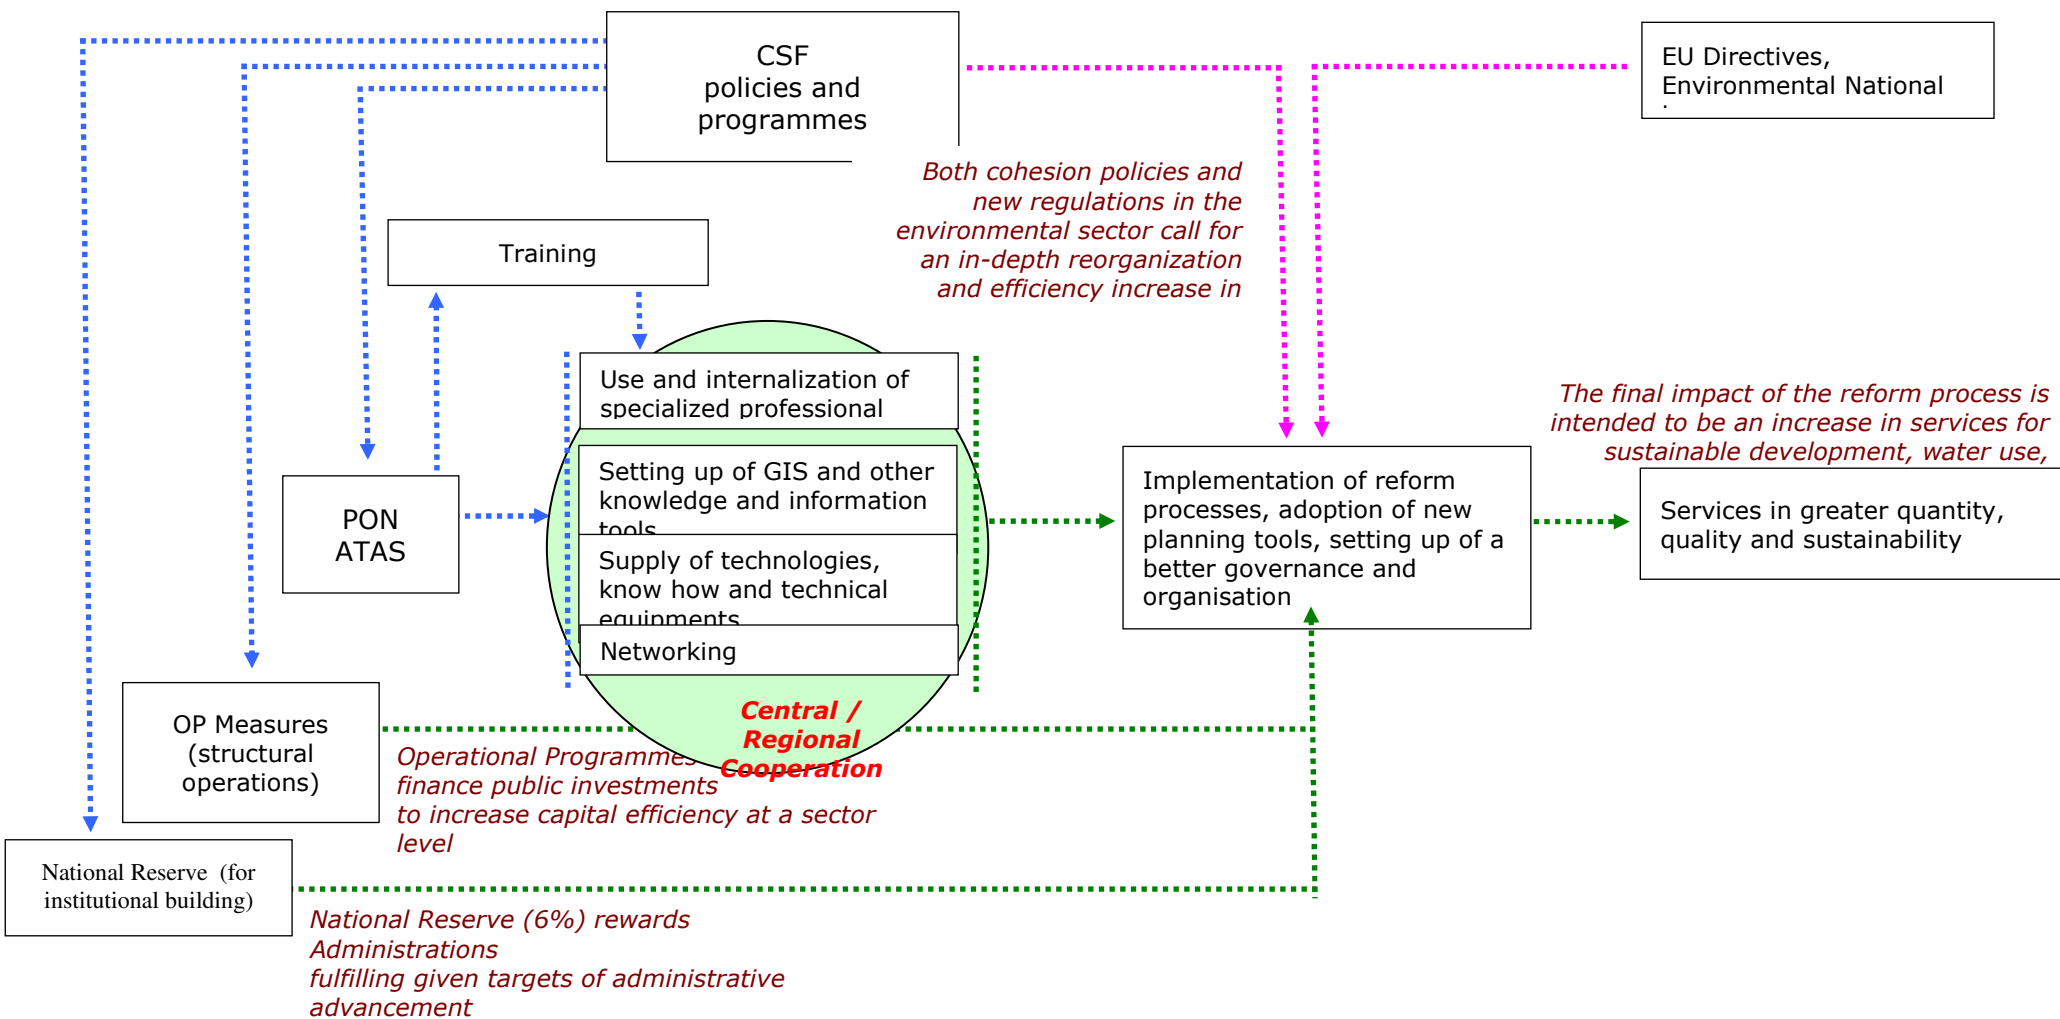 CSF
policies and
programmes
EU Directives,
Environmental National
Both cohesion policies and
new regulations in the
environmental sector call for
an in-depth reorganization
and efficiency increase in
Training
Use and internalization of
specialized professional
Setting up of GIS and other
knowledge and information
tools
Supply of technologies,
know how and technical
equipments
Networking
Central /
Regional
Cooperation
PON
ATAS
Implementation of reform
processes, adoption of new
planning tools, setting up of a
better governance and
organisation
The final impact of the reform process is
intended to be an increase in services for
sustainable development, water use,
Services in greater quantity,
quality and sustainability
OP Measures
(structural
operations)
Operational Programmes
finance public investments
to increase capital efficiency at a sector
level
National Reserve (for
institutional building)
National Reserve (6%) rewards
Administrations
fulfilling given targets of administrative
advancement